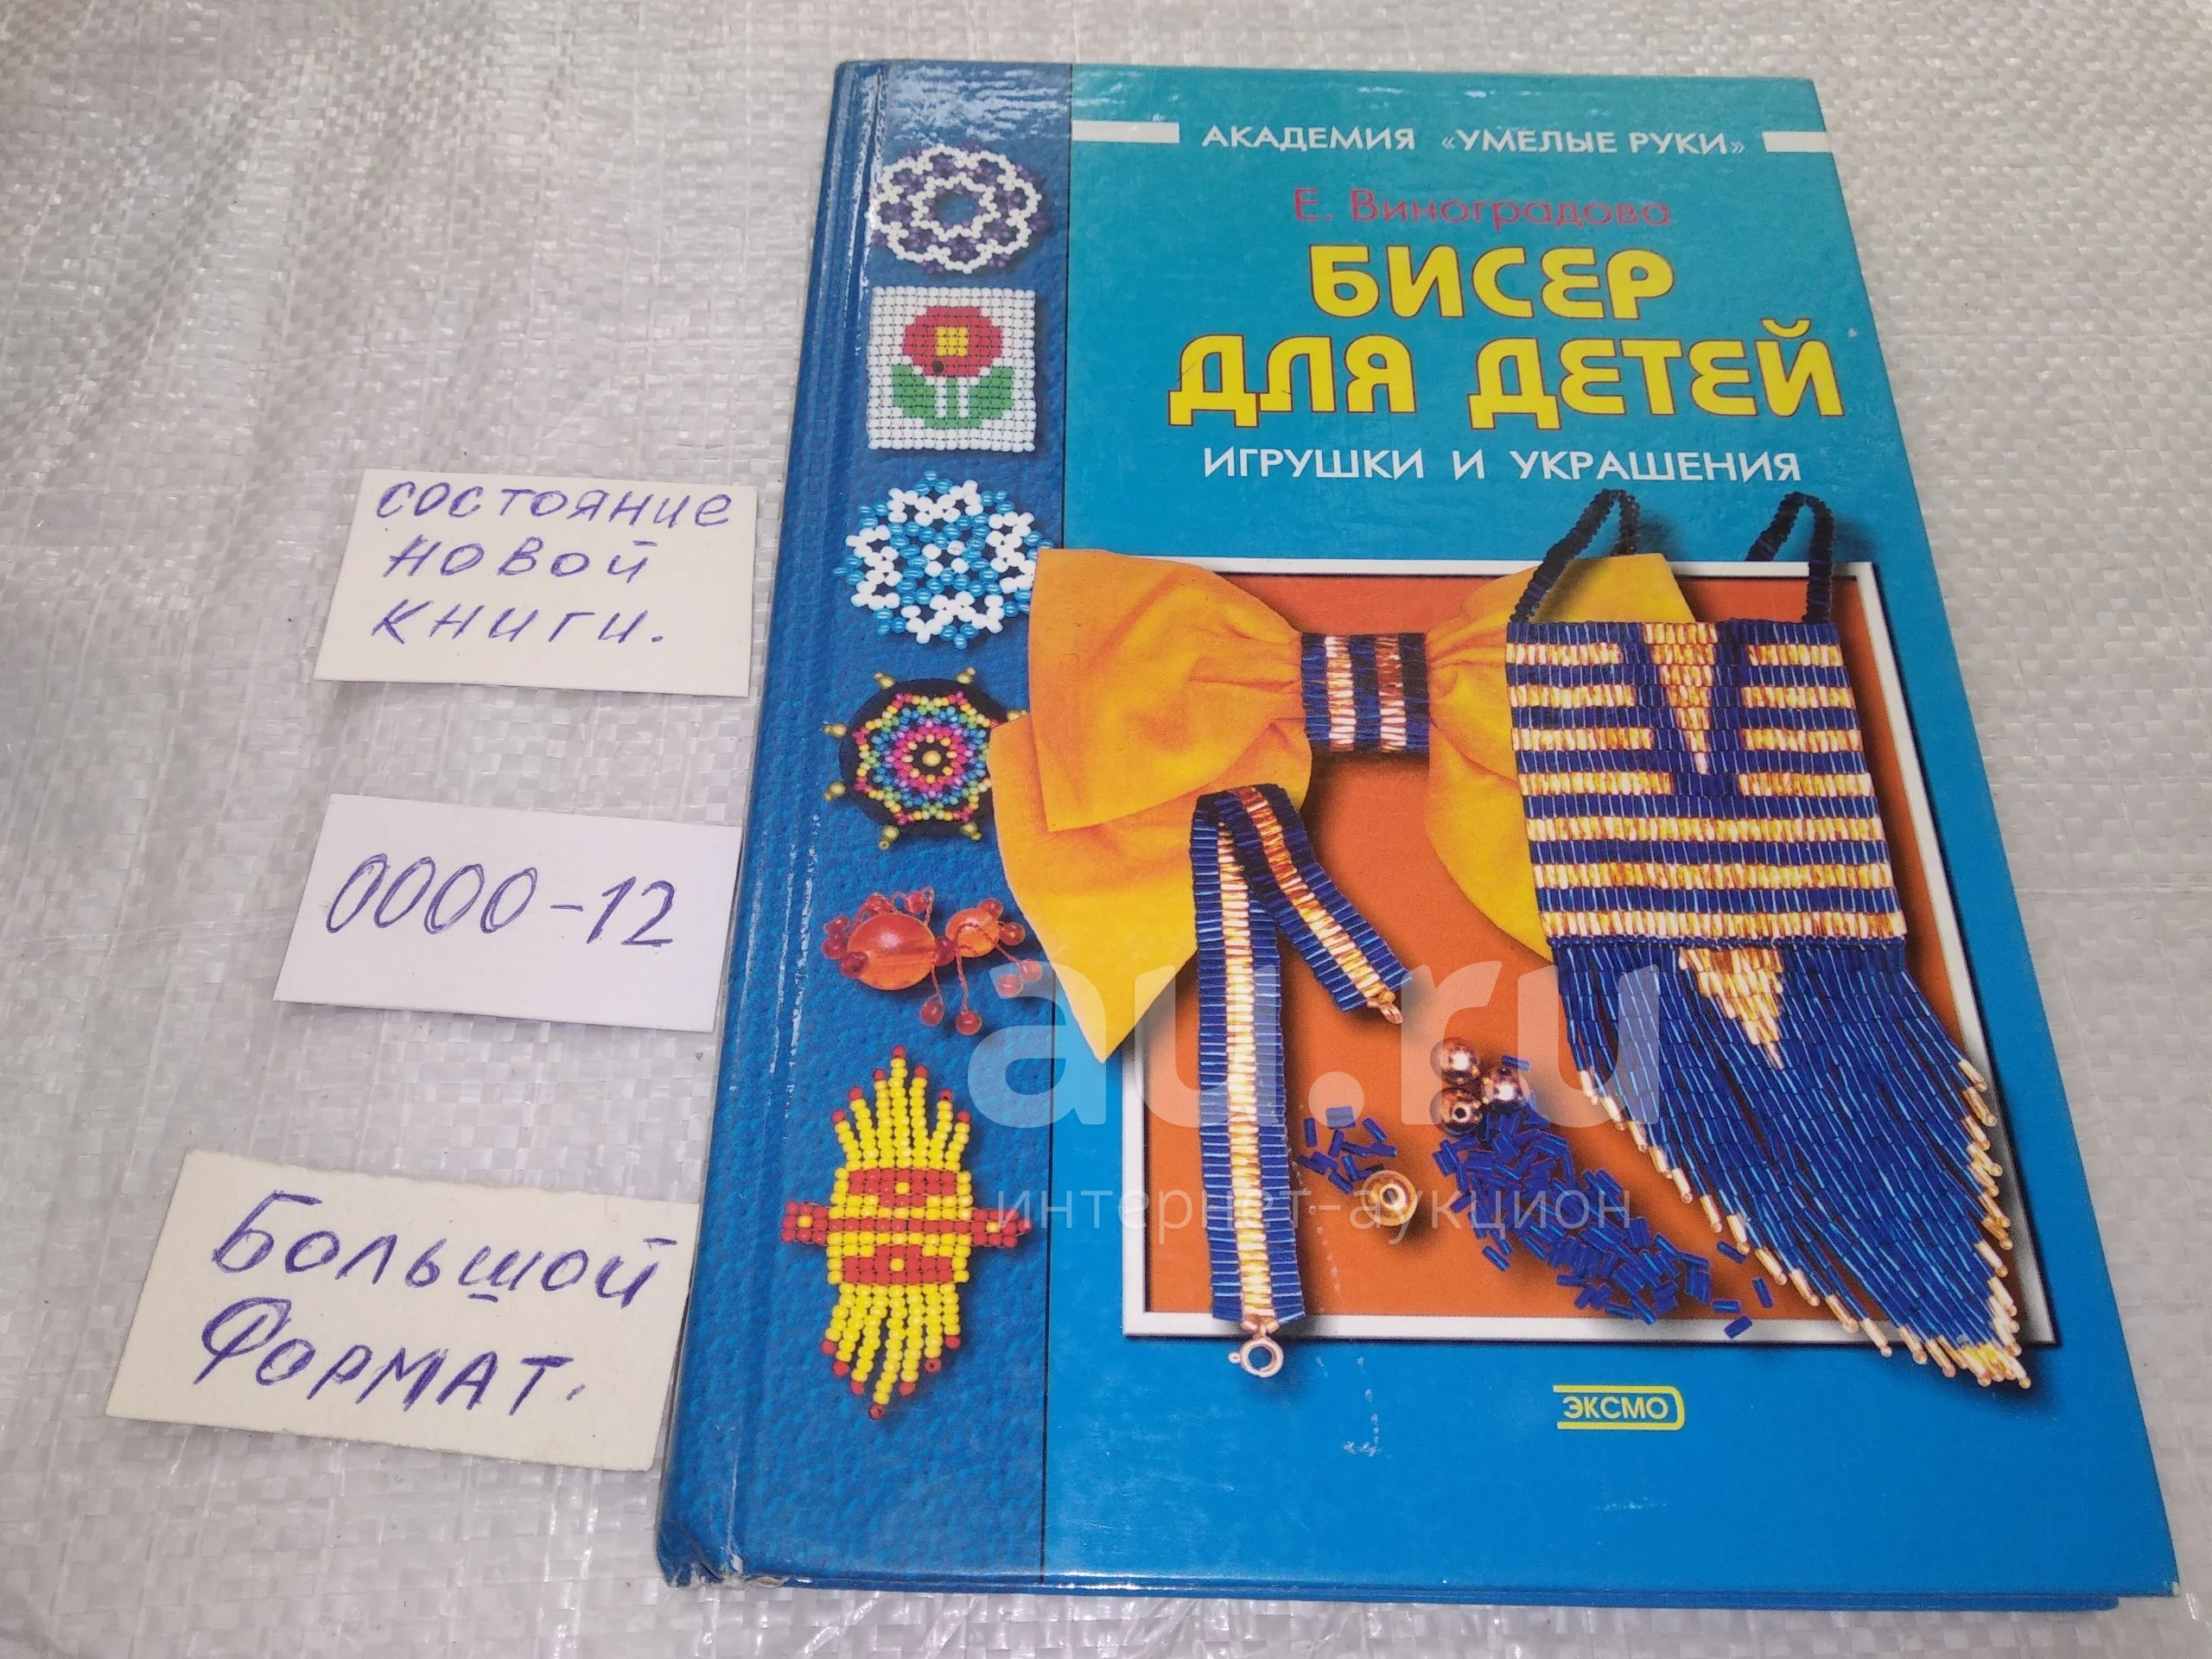 АКАДЕМИЯ «УМЕЛЫЕ РУКИ»
Е. Виноградова
БИСЕР
ДЛЯ ДЕТЕЙ
ИГРУШКИ И УКРАШЕНИЯ
состояние
новой
книги.
0000-12
Большой
Формат.
au.ru
интернет-аукцион
ЭКСМО